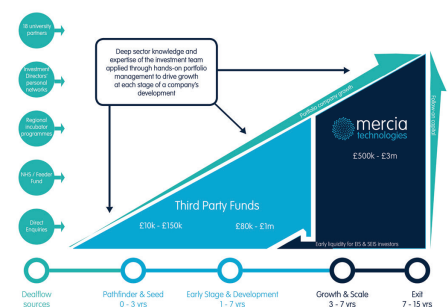 18 university
partners
Investment
Directors'
personal
networks
Regional
incubator
programmes
NHS / Feeder
Fund
Direct
Enquiries
Deep sector knowledge and
expertise of the investment team
applied through hands-on portfolio
management to drive growth
at each stage of a company's
development
Portfolio company growth
Follow on capital
mercia
technologies
£500k - £3m
Third Party Funds
£10k - £150k
£80k - £1m
Early liquidity for EIS & SEIS investors
Dealflow
sources
Pathfinder & Seed
0 - 3 yrs
Early Stage & Development
1 - 7 yrs
Growth & Scale
3 - 7 yrs
Exit
7 - 15 yrs